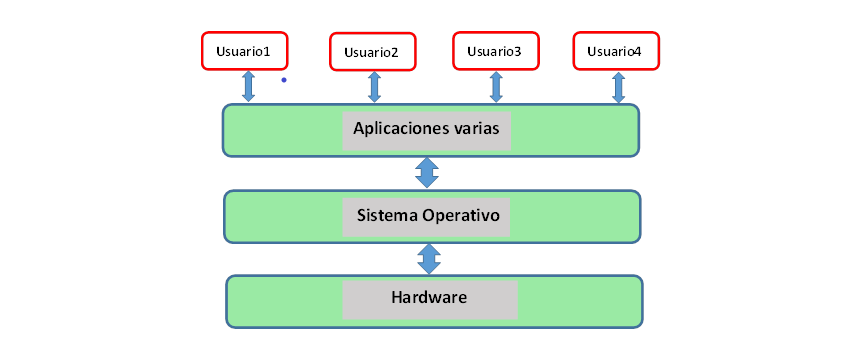 Usuario1
Usuario2
Usuario3
Usuario4
Aplicaciones varias
Sistema Operativo
Hardware